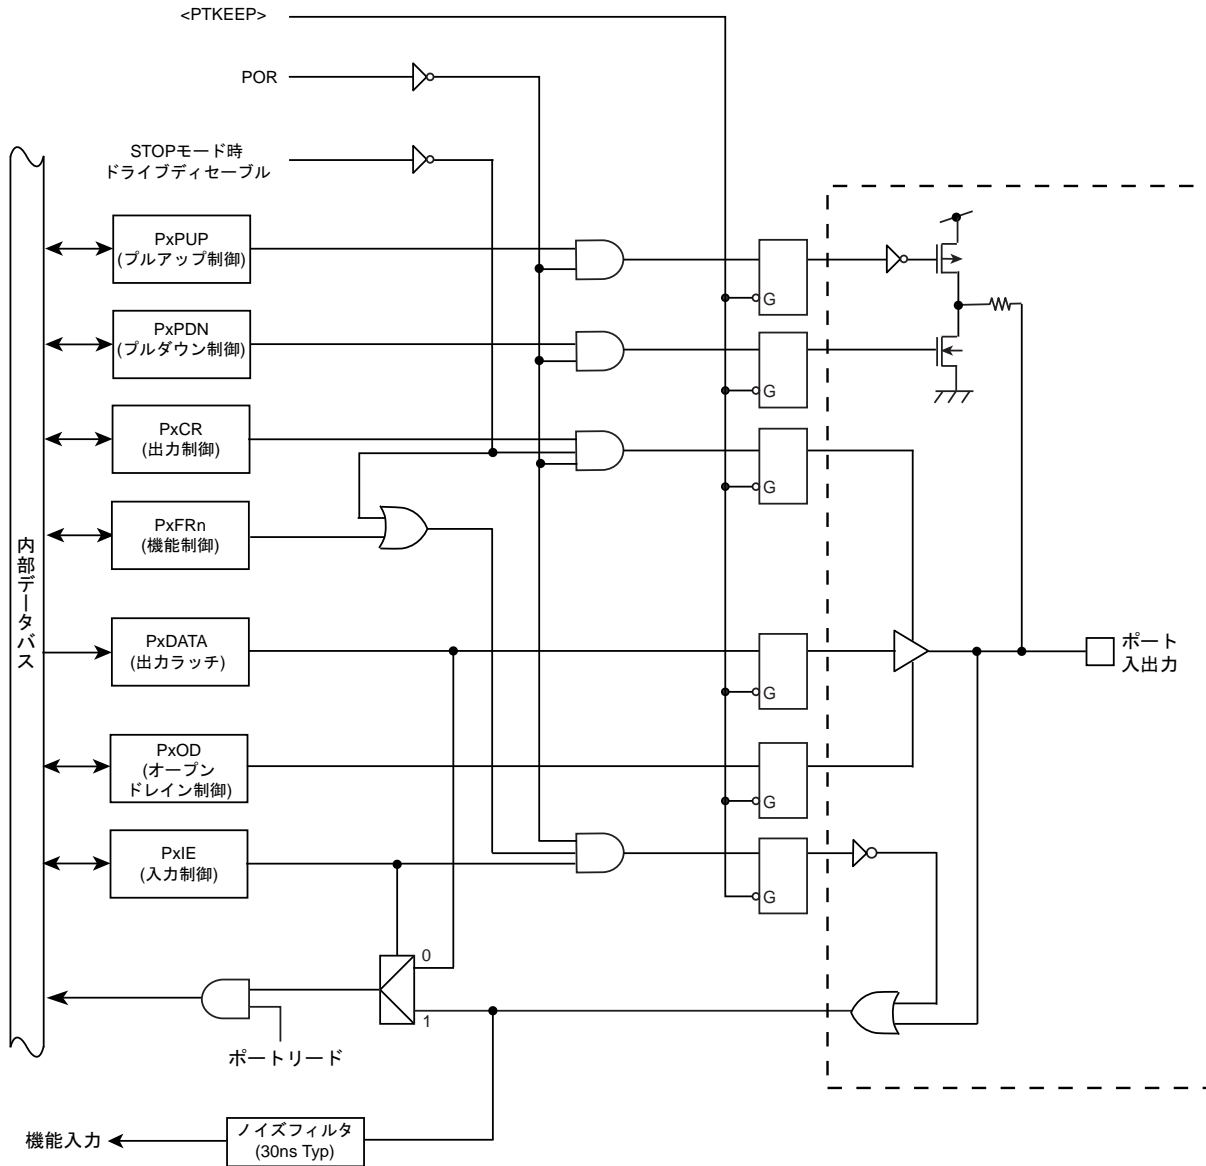 <PTKEEP>
POR
STOPモード時
ドライブディセーブル
PxPUP
(プルアップ制御)
G
PxPDN
(プルダウン制御)
G
PxCR
(出力制御)
G
PxFRn
(機能制御)
内部データバス
PxDATA
(出力ラッチ)
G
ポート
入出力
PxOD
(オープン
ドレイン制御)
G
PxIE
(入力制御)
G
0
1
ポートリード
機能入力
ノイズフィルタ
(30ns Typ)